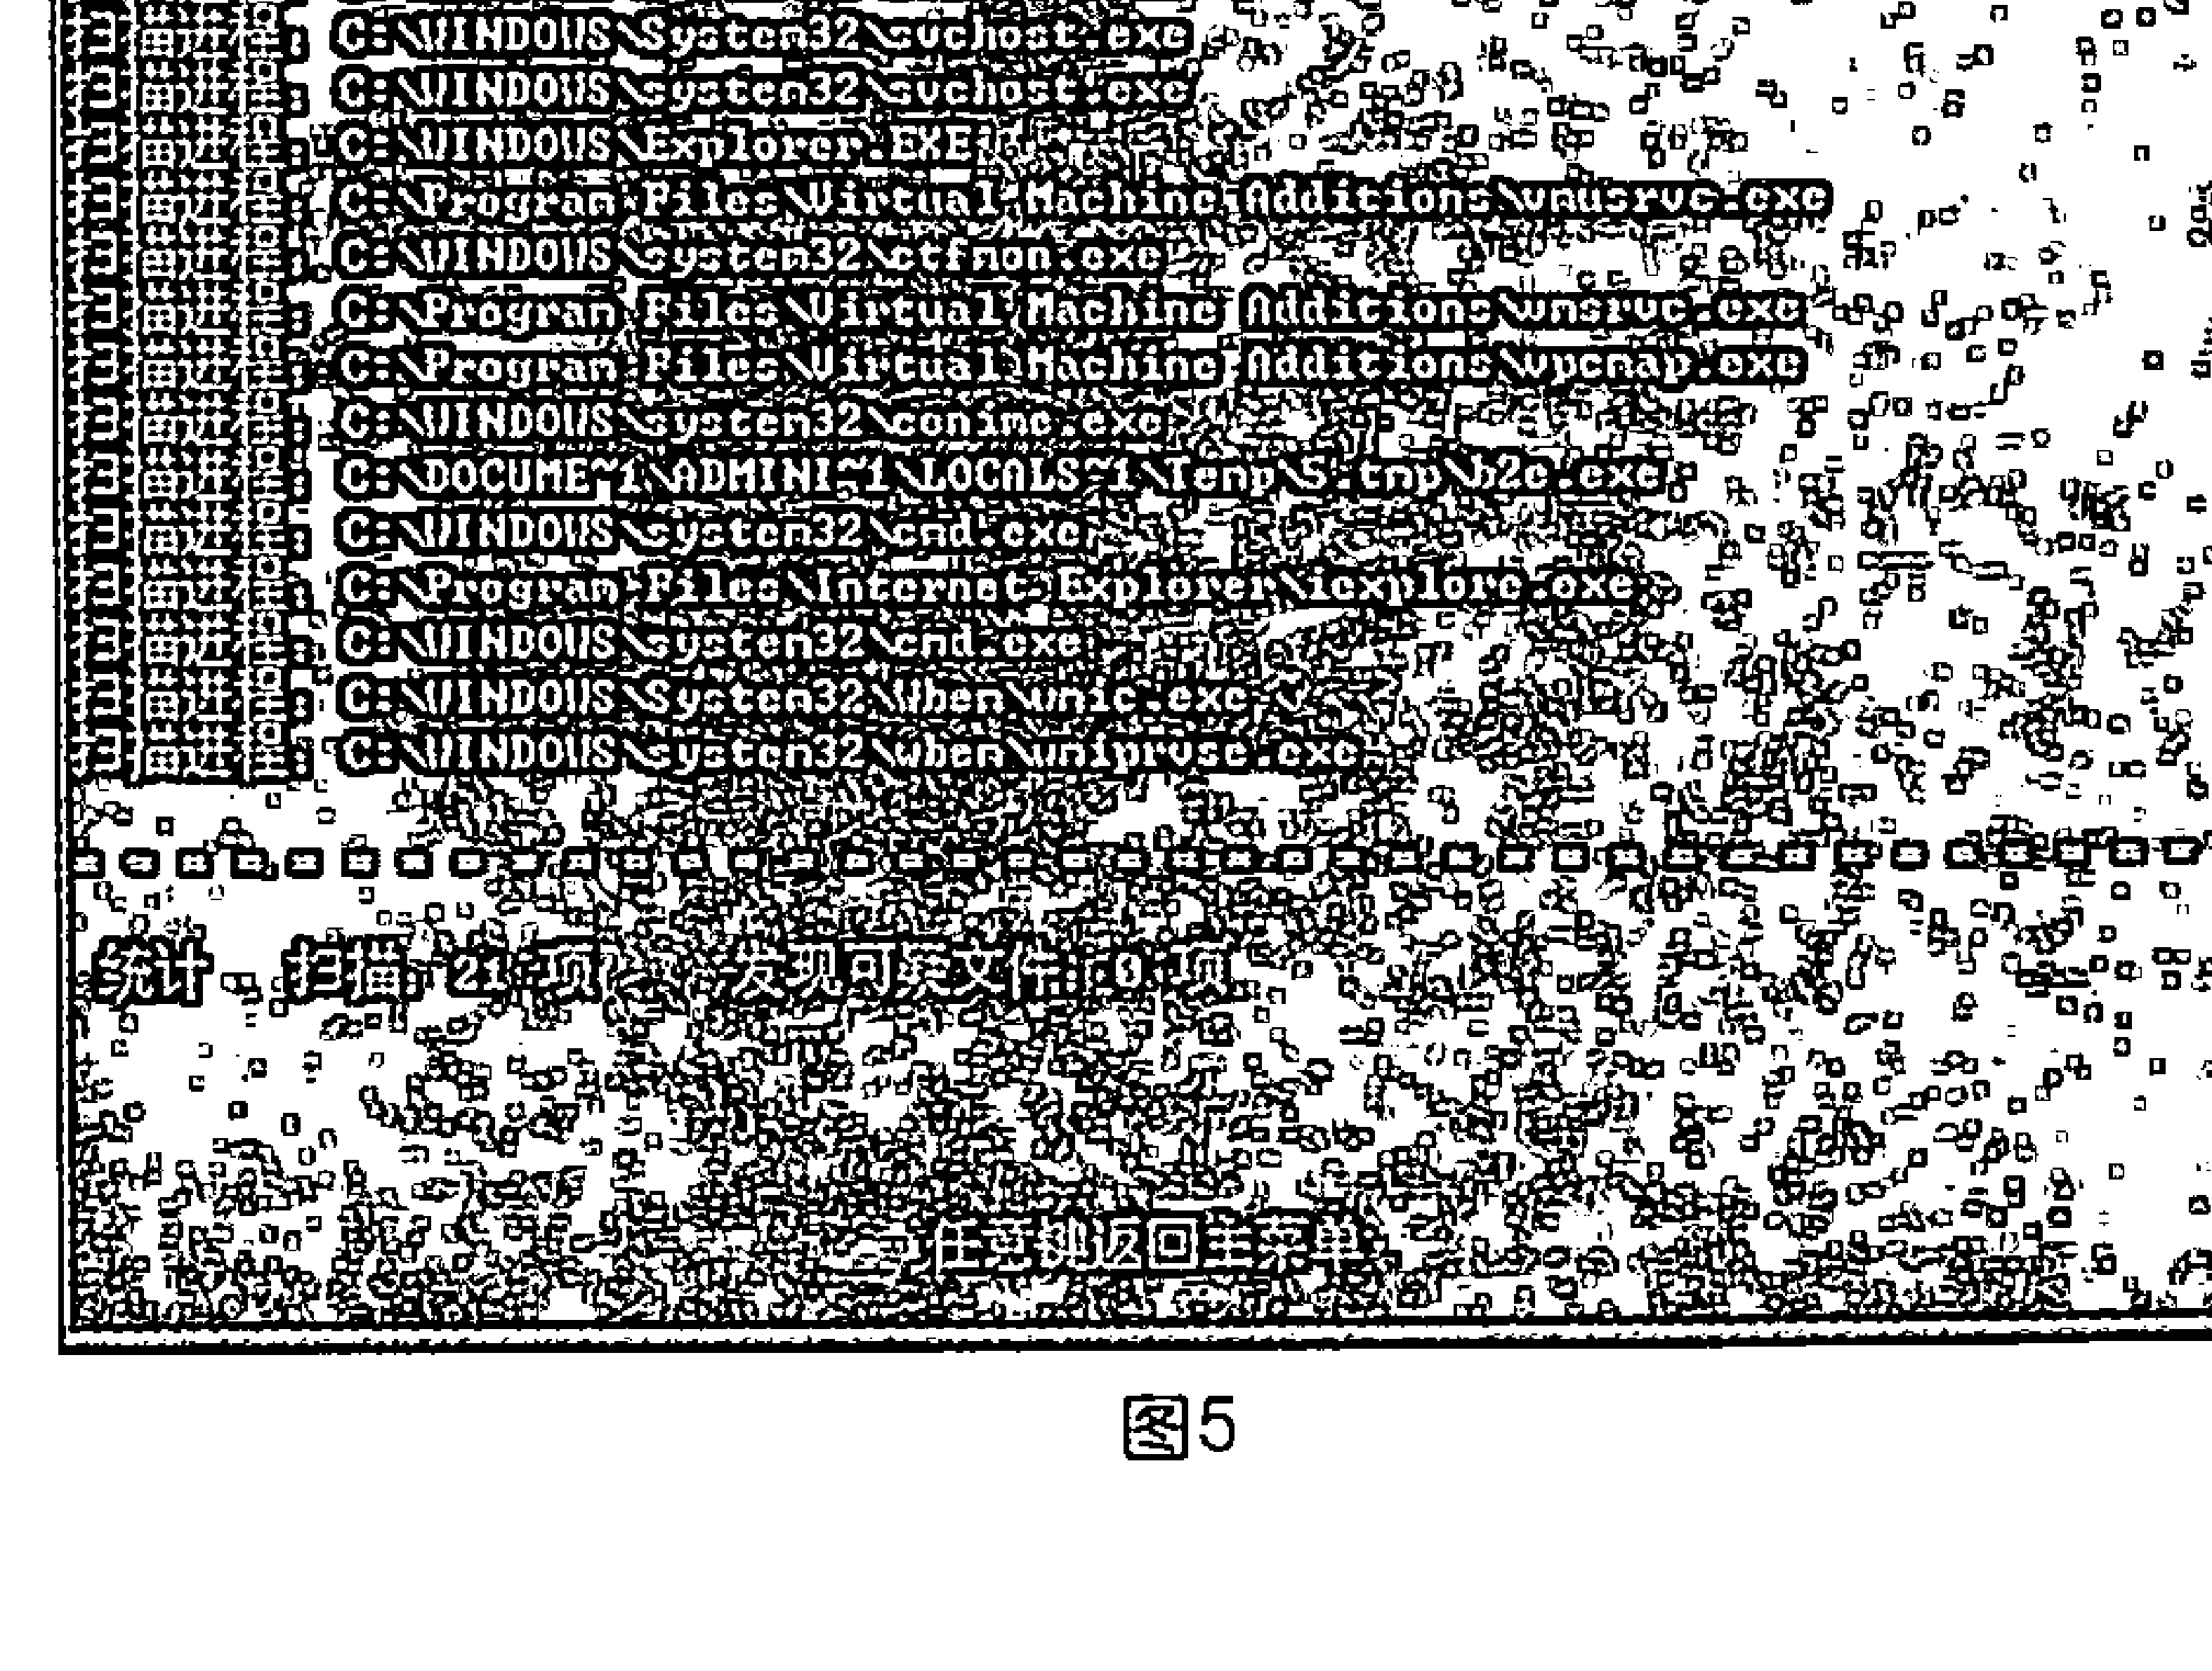 扫描进程: C:\WINDOWS\System32\svchost.exe
扫描进程: C:\WINDOWS\system32\svchost.exe
扫描进程: C:\WINDOWS\Explorer.EXE
扫描进程: C:\Program Files\Virtual Machine Additions\vmusrvc.exe
扫描进程: C:\WINDOWS\system32\ctfmon.exe
扫描进程: C:\Program Files\Virtual Machine Additions\vmsrvc.exe
扫描进程: C:\Program Files\Virtual Machine Additions\vpcmap.exe
扫描进程: C:\WINDOWS\system32\conime.exe
扫描进程: C:\DOCUME~1\ADMINI~1\LOCALS~1\Temp\5.tmp\b2e.exe
扫描进程: C:\WINDOWS\system32\cmd.exe
扫描进程: C:\Program Files\Internet Explorer\iexplore.exe
扫描进程: C:\WINDOWS\system32\cmd.exe
扫描进程: C:\WINDOWS\System32\Wbem\wmic.exe
扫描进程: C:\WINDOWS\system32\wbem\wmiprvse.exe
统计: 扫描 21 项 发现可疑文件: 0 项
任意键返回主菜单
图5